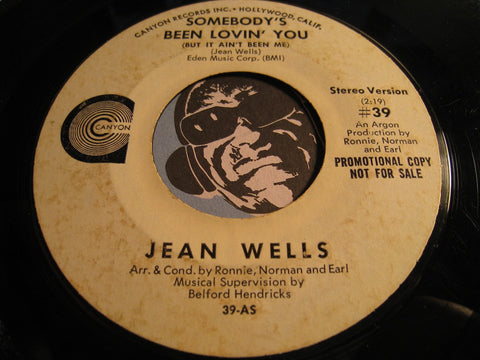 CANYON RECORDS INC. • HOLLYWOOD, CALIF.
SOMEBODY'S
BEEN LOVIN' YOU
(BUT IT AIN'T BEEN ME)
(Jean Wells)
Eden Music Corp. (BMI)
CANYON
Stereo Version
(2:19)
#39
An Argon
Production by
Ronnie, Norman
and Earl
PROMOTIONAL COPY
NOT FOR SALE
JEAN WELLS
Arr. & Cond. by Ronnie, Norman and Earl
Musical Supervision by
Belford Hendricks
39-AS